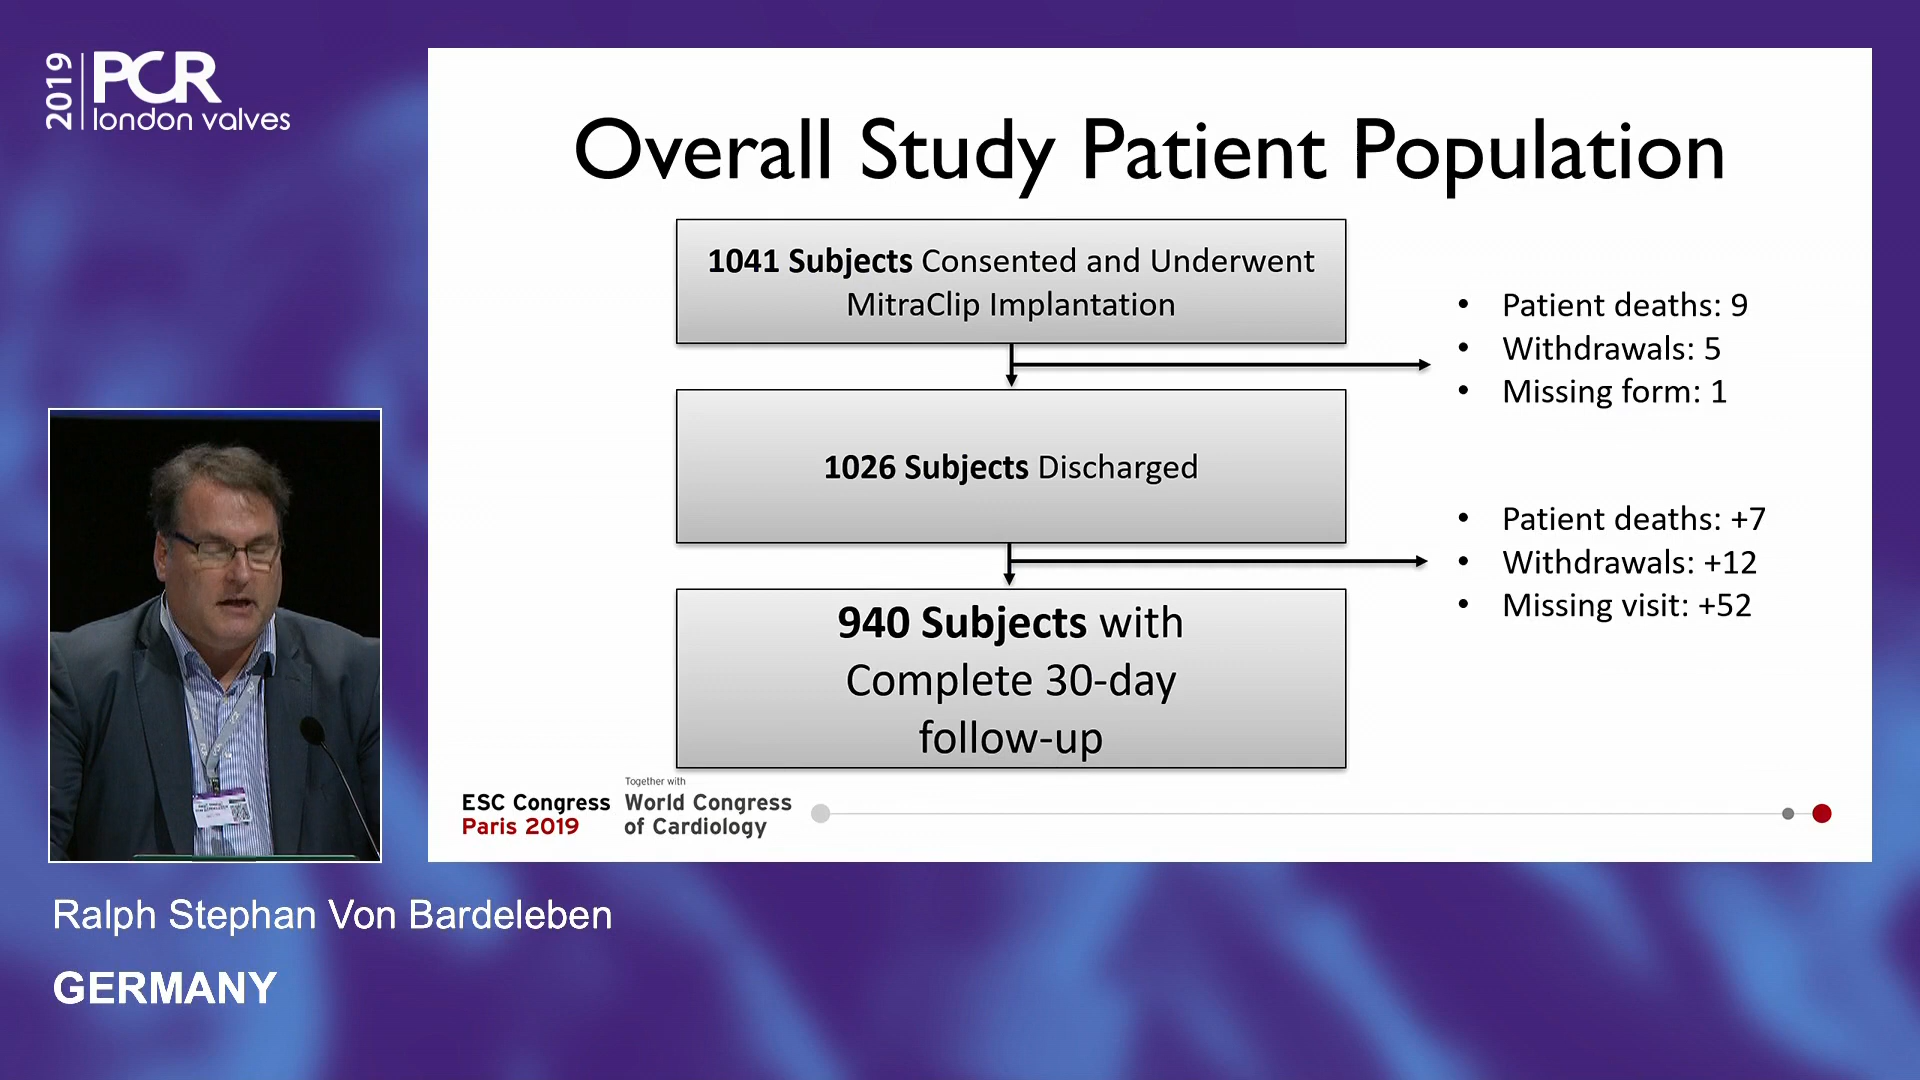 2019
PCR
london valves
Overall Study Patient Population
1041 Subjects Consented and Underwent
MitraClip Implantation
• Patient deaths: 9
• Withdrawals: 5
• Missing form: 1
1026 Subjects Discharged
• Patient deaths: +7
• Withdrawals: +12
• Missing visit: +52
940 Subjects with
Complete 30-day
follow-up
ESC Congress
Paris 2019
Together with
World Congress
of Cardiology
Ralph Stephan Von Bardeleben
GERMANY